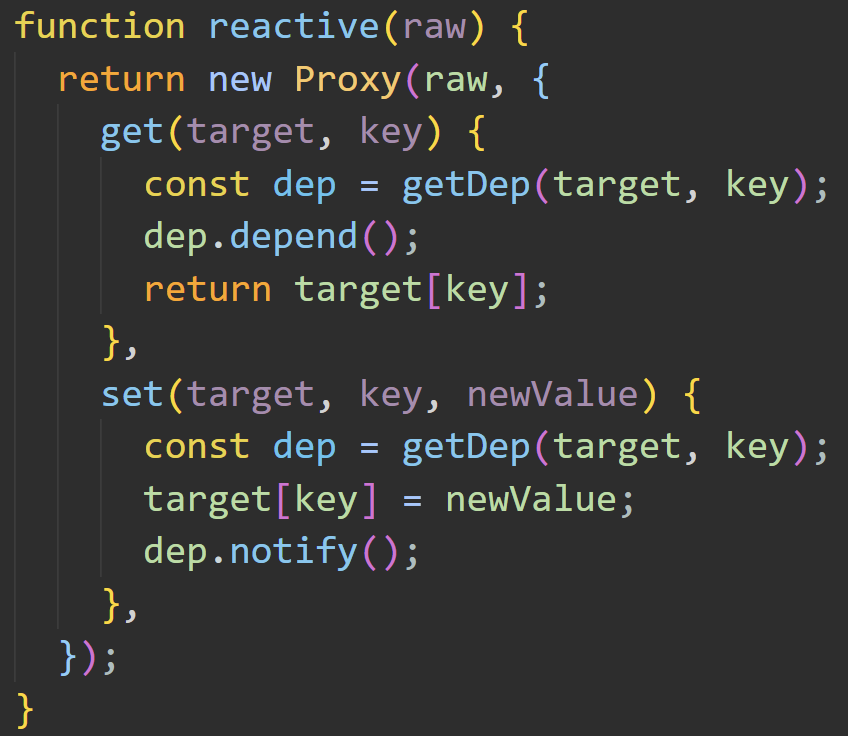 function reactive(raw) {
  return new Proxy(raw, {
    get(target, key) {
      const dep = getDep(target, key);
      dep.depend();
      return target[key];
    },
    set(target, key, newValue) {
      const dep = getDep(target, key);
      target[key] = newValue;
      dep.notify();
    },
  });
}